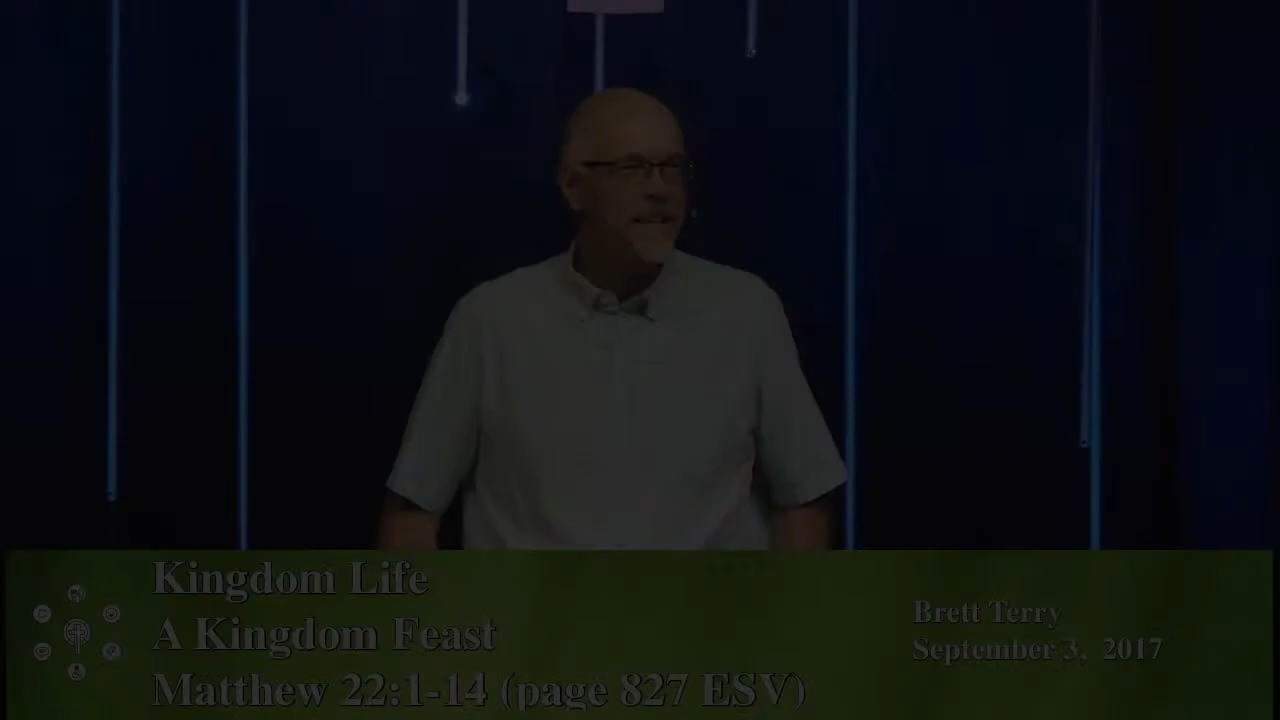 Kingdom Life
A Kingdom Feast
Matthew 22:1-14 (page 827 ESV)
Brett Terry
September 3, 2017